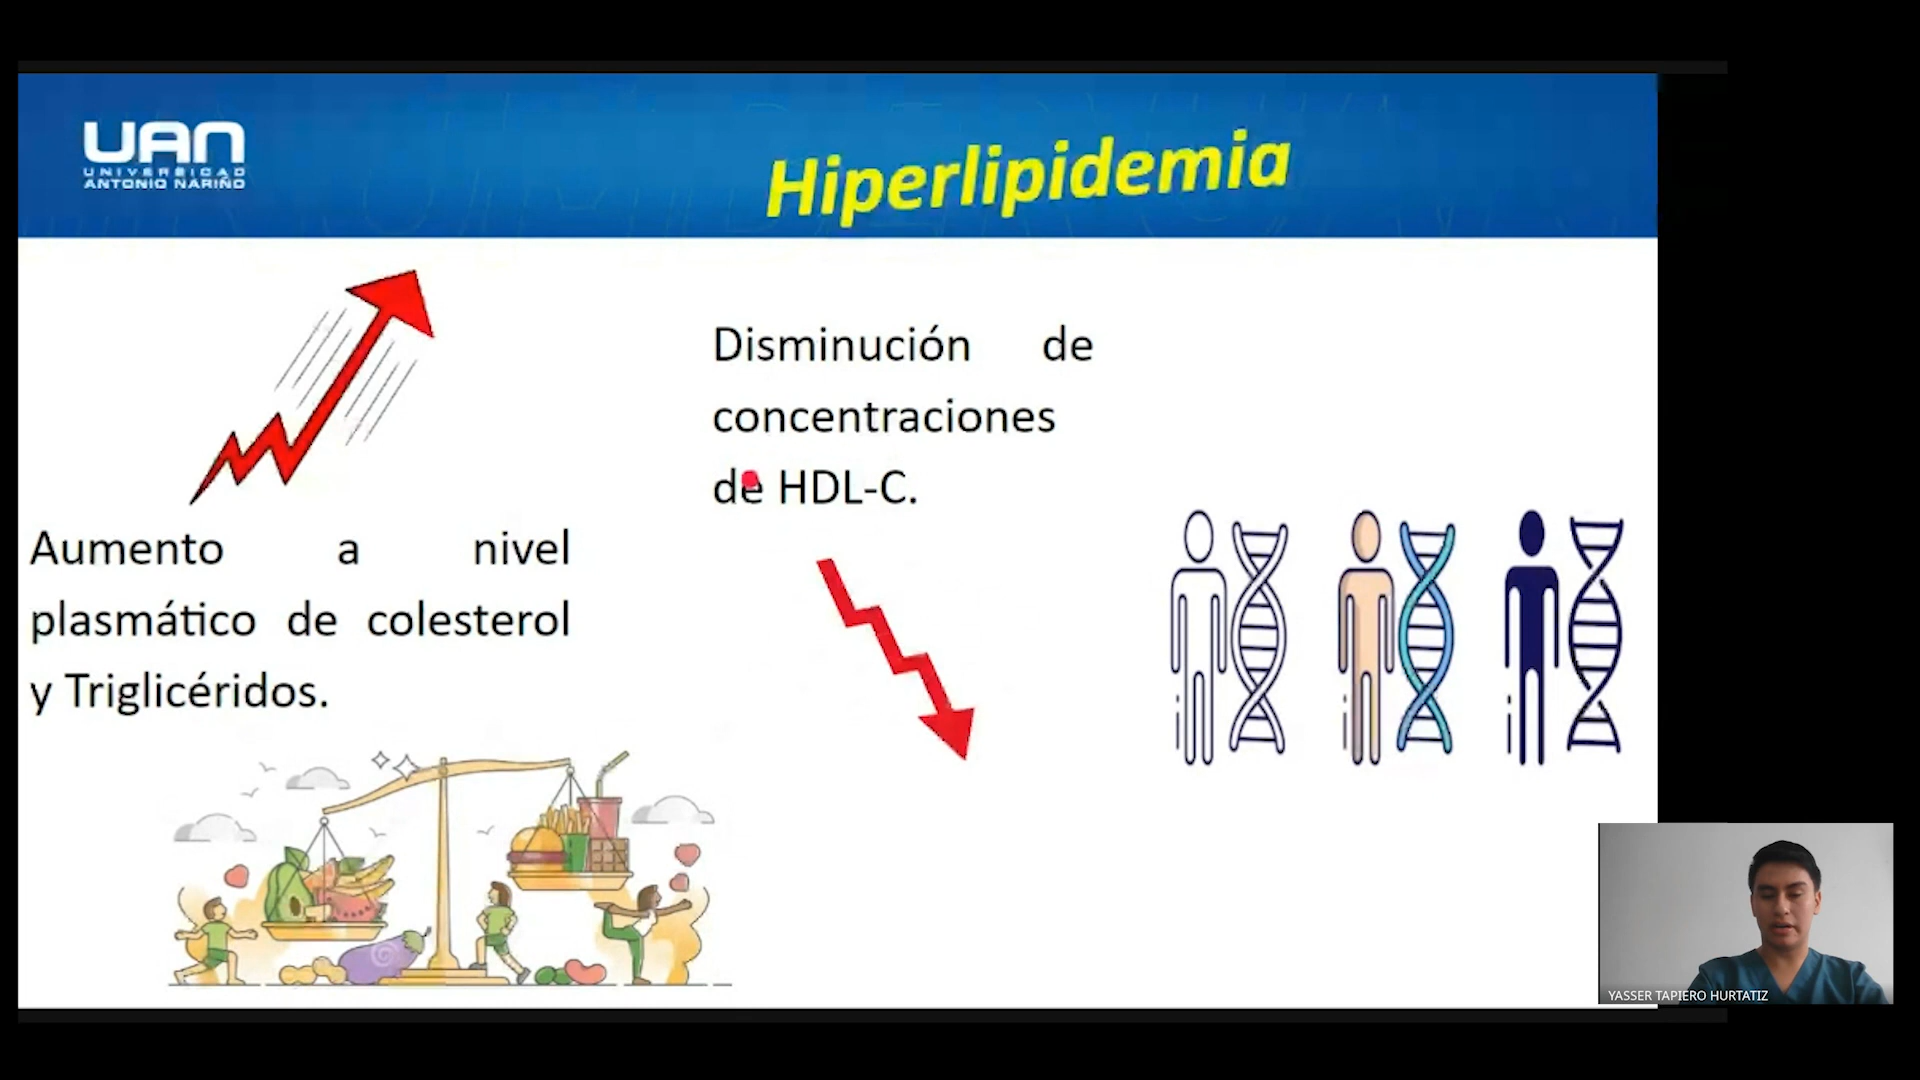 UAN
UNIVERSIDAD
ANTONIO NARIÑO
Hiperlipidemia
Aumento a nivel
plasmático de colesterol
y Triglicéridos.
Disminución de
concentraciones
de HDL-C.
YASSER TAPIERO HURTATIZ